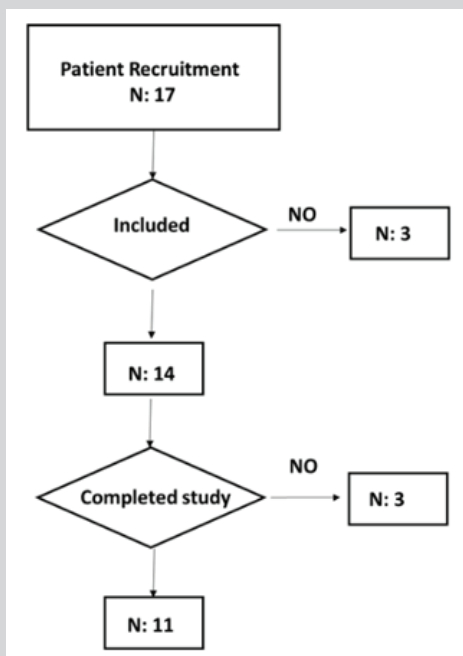 Patient Recruitment
N: 17
Included
NO
N: 3
N: 14
Completed study
NO
N: 3
N: 11